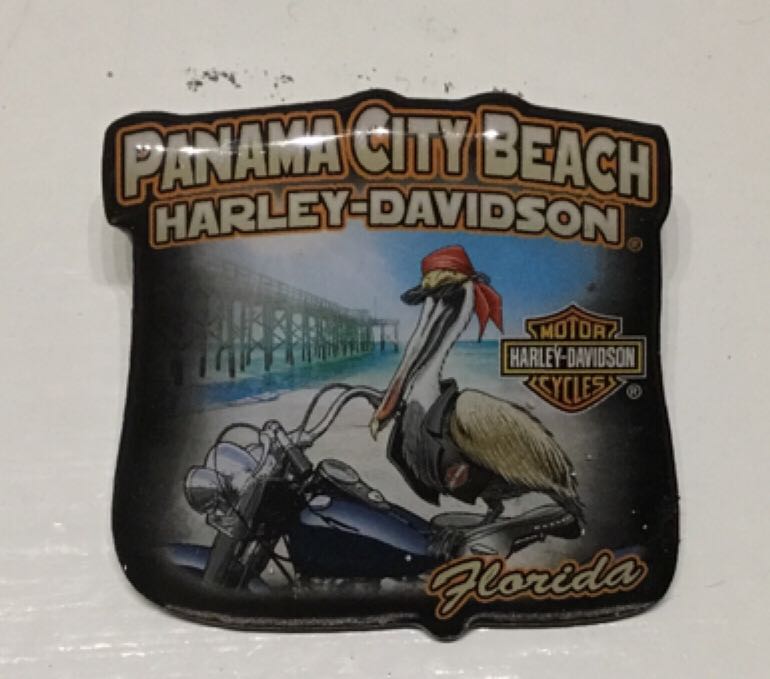 PANAMA CITY BEACH
HARLEY-DAVIDSON®
MOTOR
HARLEY-DAVIDSON
CYCLES®
Florida